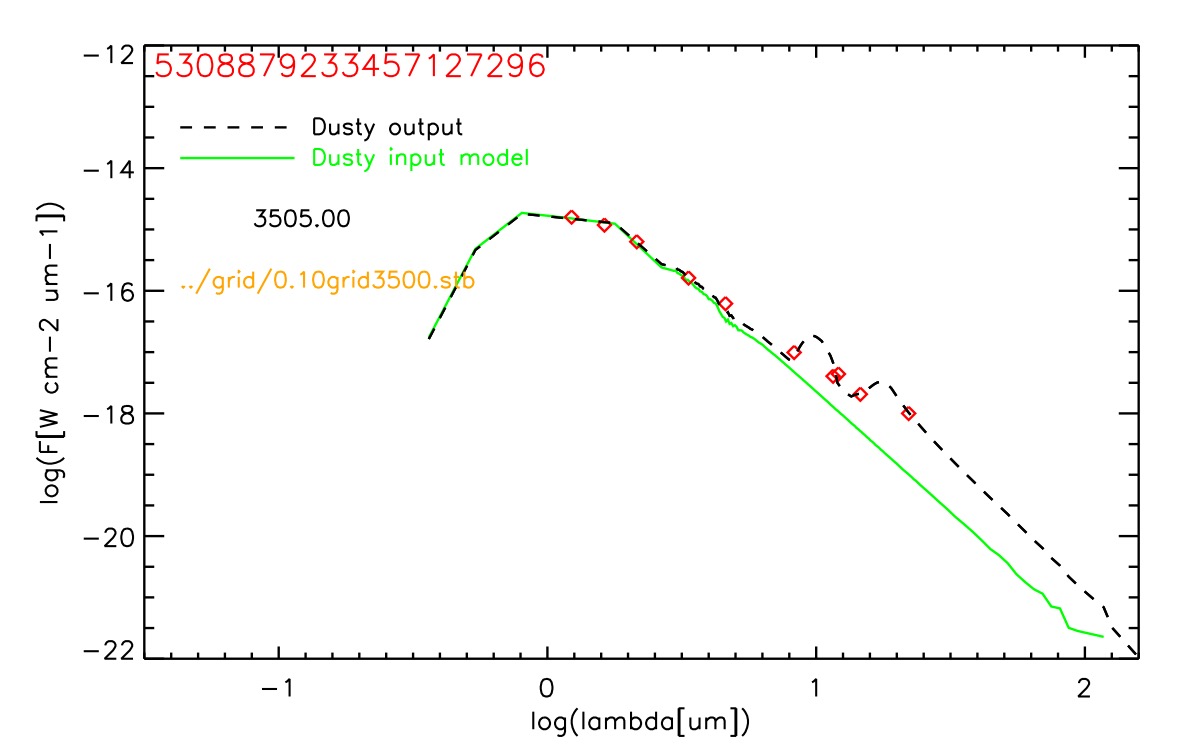 5308879233457127296
Dusty output
Dusty input model
3505.00
../grid/0.10grid3500.stb
−12
−14
−16
−18
−20
−22
log(F[W cm−2 um−1])
−1
0
1
2
log(lambda[um])